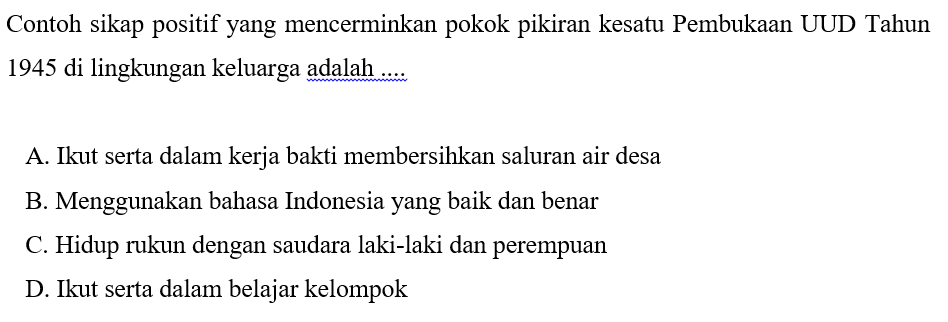 Contoh sikap positif yang mencerminkan pokok pikiran kesatu Pembukaan UUD Tahun
1945 di lingkungan keluarga adalah ....
A. Ikut serta dalam kerja bakti membersihkan saluran air desa
B. Menggunakan bahasa Indonesia yang baik dan benar
C. Hidup rukun dengan saudara laki-laki dan perempuan
D. Ikut serta dalam belajar kelompok